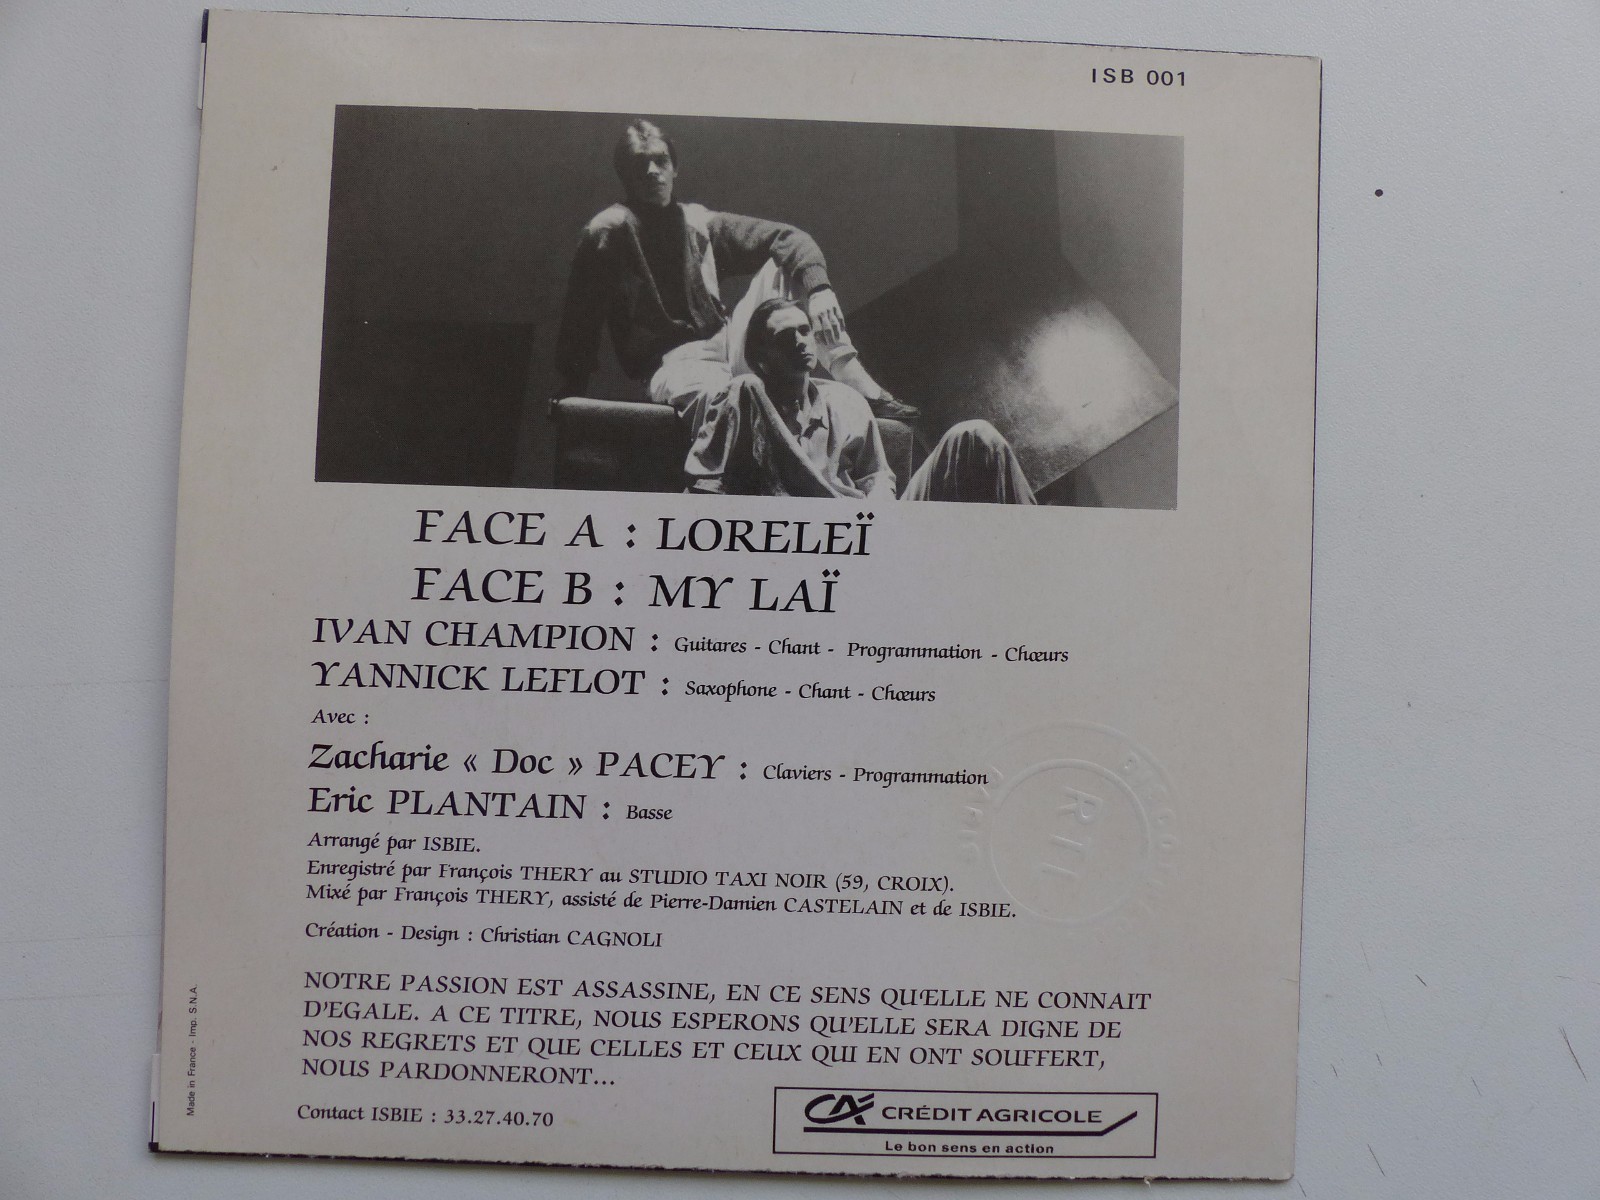 ISB 001
FACE A : LORELEÏ
FACE B : MY LAÏ
IVAN CHAMPION : Guitares - Chant - Programmation - Chœurs
YANNICK LEFLOT : Saxophone - Chant - Chœurs
Avec :
Zacharie « Doc » PACEY : Claviers - Programmation
Eric PLANTAIN : Basse
Arrangé par ISBIE.
Enregistré par François THERY au STUDIO TAXI NOIR (59, CROIX).
Mixé par François THERY, assisté de Pierre-Damien CASTELAIN et de ISBIE.
Création - Design : Christian CAGNOLI
NOTRE PASSION EST ASSASSINE, EN CE SENS QU'ELLE NE CONNAIT
D'EGALE. A CE TITRE, NOUS ESPERONS QU'ELLE SERA DIGNE DE
NOS REGRETS ET QUE CELLES ET CEUX QUI EN ONT SOUFFERT,
NOUS PARDONNERONT...
Contact ISBIE : 33.27.40.70
CA CRÉDIT AGRICOLE
Le bon sens en action
Made in France - Imp. S.N.A.
RTL